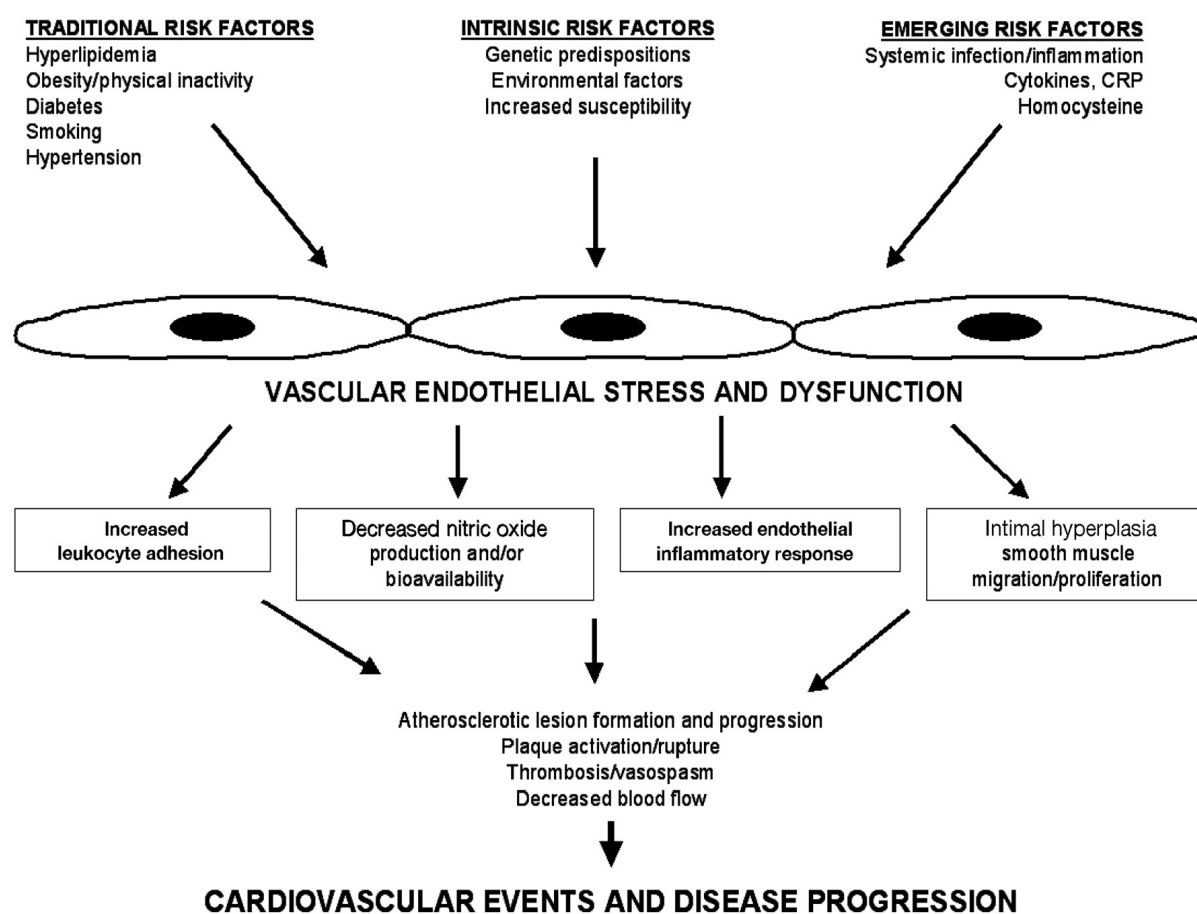 TRADITIONAL RISK FACTORS
Hyperlipidemia
Obesity/physical inactivity
Diabetes
Smoking
Hypertension
INTRINSIC RISK FACTORS
Genetic predispositions
Environmental factors
Increased susceptibility
EMERGING RISK FACTORS
Systemic infection/inflammation
Cytokines, CRP
Homocysteine
VASCULAR ENDOTHELIAL STRESS AND DYSFUNCTION
Increased
leukocyte adhesion
Decreased nitric oxide
production and/or
bioavailability
Increased endothelial
inflammatory response
Intimal hyperplasia
smooth muscle
migration/proliferation
Atherosclerotic lesion formation and progression
Plaque activation/rupture
Thrombosis/vasospasm
Decreased blood flow
CARDIOVASCULAR EVENTS AND DISEASE PROGRESSION